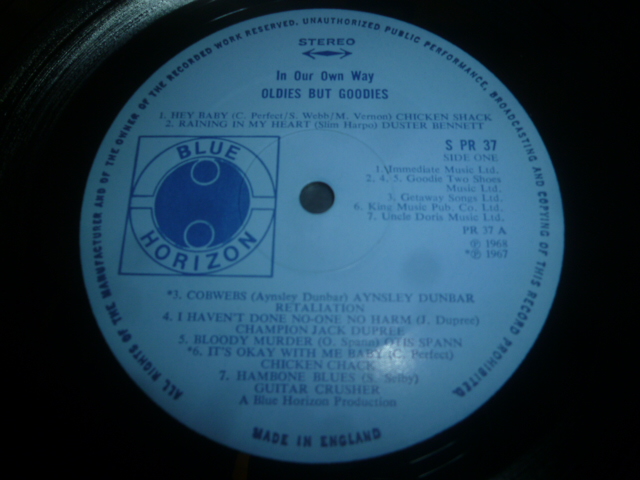 ALL RIGHTS OF THE MANUFACTURER AND OF THE OWNER OF THE RECORDED WORK RESERVED. UNAUTHORIZED PUBLIC PERFORMANCE, BROADCASTING AND COPYING OF THIS RECORD PROHIBITED
STEREO
In Our Own Way
OLDIES BUT GOODIES
1. HEY BABY (C. Perfect/S. Webb/M. Vernon) CHICKEN SHACK
2. RAINING IN MY HEART (Slim Harpo) DUSTER BENNETT
BLUE
HORIZON
S PR 37
SIDE ONE
1. Immediate Music Ltd.
2. 4. 5. Goodie Two Shoes
Music Ltd.
3. Getaway Songs Ltd.
6. King Music Pub. Co. Ltd.
7. Uncle Doris Music Ltd.
PR 37 A
℗ 1968
*℗ 1967
*3. COBWEBS (Aynsley Dunbar) AYNSLEY DUNBAR
RETALIATION
4. I HAVEN'T DONE NO-ONE NO HARM (J. Dupree)
CHAMPION JACK DUPREE
5. BLOODY MURDER (O. Spann) OTIS SPANN
*6. IT'S OKAY WITH ME BABY (C. Perfect)
CHICKEN CHACK
7. HAMBONE BLUES (S. Selby)
GUITAR CRUSHER
A Blue Horizon Production
MADE IN ENGLAND